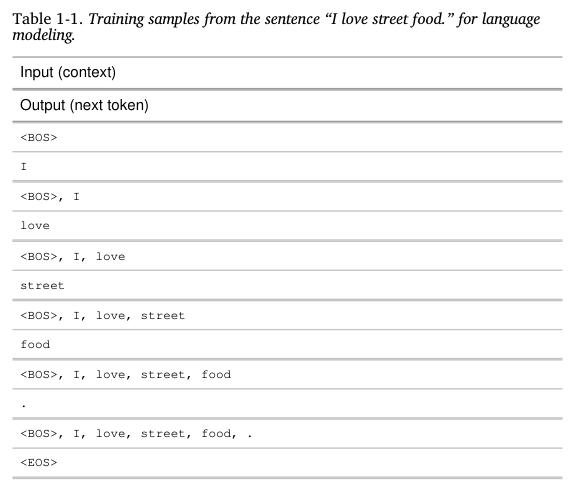 Table 1-1. Training samples from the sentence “I love street food.” for language
modeling.
Input (context)
Output (next token)
<BOS>
I
<BOS>, I
love
<BOS>, I, love
street
<BOS>, I, love, street
food
<BOS>, I, love, street, food
.
<BOS>, I, love, street, food, .
<EOS>